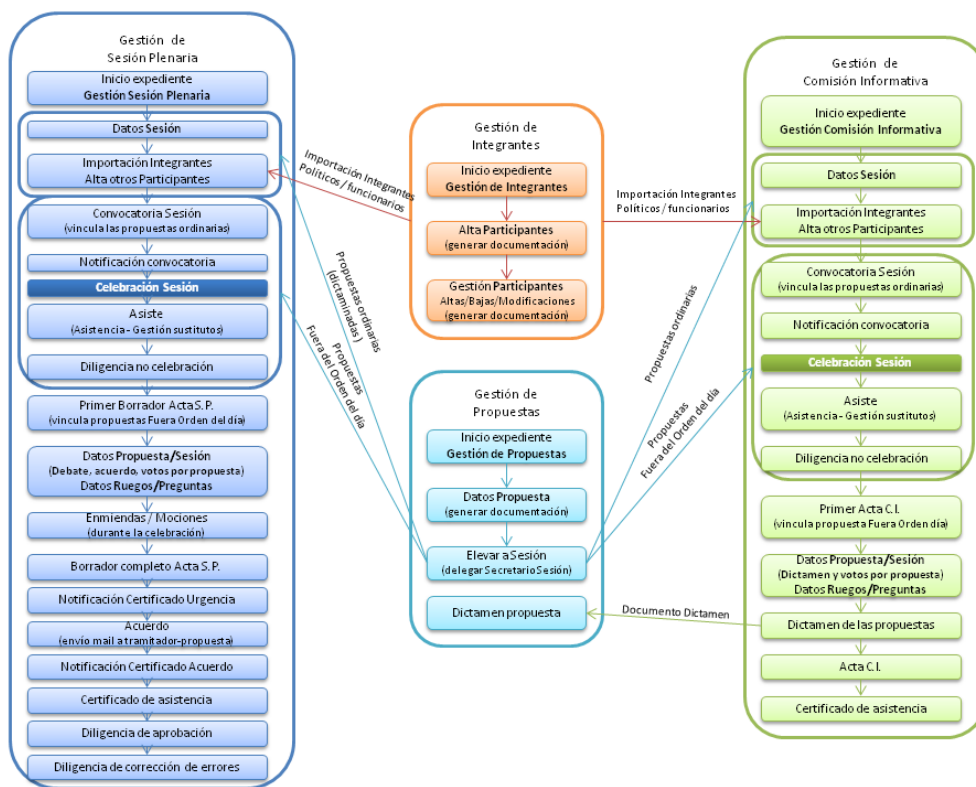 Gestión de
Sesión Plenaria
Inicio expediente
Gestión Sesión Plenaria
Datos Sesión
Importación Integrantes
Alta otros Participantes
Convocatoria Sesión
(vincula las propuestas ordinarias)
Notificación convocatoria
Celebración Sesión
Asiste
(Asistencia - Gestión sustitutos)
Diligencia no celebración
Primer Borrador Acta S.P.
(vincula propuestas Fuera Orden del día)
Datos Propuesta/Sesión
(Debate, acuerdo, votos por propuesta)
Datos Ruegos/Preguntas
Enmiendas / Mociones
(durante la celebración)
Borrador completo Acta S.P.
Notificación Certificado Urgencia
Acuerdo
(envío mail a tramitador-propuesta)
Notificación Certificado Acuerdo
Certificado de asistencia
Diligencia de aprobación
Diligencia de corrección de errores
Importación Integrantes
Políticos / funcionarios
Propuestas ordinarias
(dictaminadas)
Propuestas
Fuera del Orden del día
Gestión de
Integrantes
Inicio expediente
Gestión de Integrantes
Alta Participantes
(generar documentación)
Gestión Participantes
Altas/Bajas/Modificaciones
(generar documentación)
Gestión de
Propuestas
Inicio expediente
Gestión de Propuestas
Datos Propuesta
(generar documentación)
Elevar a Sesión
(delegar Secretario Sesión)
Dictamen propuesta
Importación Integrantes
Políticos / funcionarios
Propuestas ordinarias
Propuestas
Fuera del Orden del día
Documento Dictamen
Gestión de
Comisión Informativa
Inicio expediente
Gestión Comisión Informativa
Datos Sesión
Importación Integrantes
Alta otros Participantes
Convocatoria Sesión
(vincula las propuestas ordinarias)
Notificación convocatoria
Celebración Sesión
Asiste
(Asistencia - Gestión sustitutos)
Diligencia no celebración
Primer Acta C.I.
(vincula propuesta Fuera Orden día)
Datos Propuesta/Sesión
(Dictamen y votos por propuesta)
Datos Ruegos/Preguntas
Dictamen de las propuestas
Acta C.I.
Certificado de asistencia